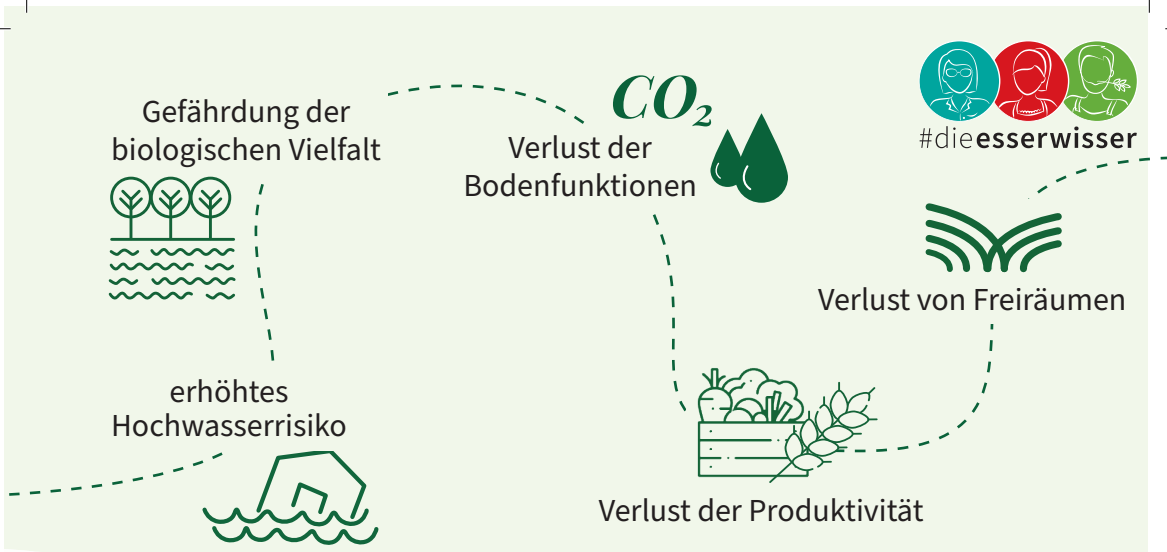 Gefährdung der
biologischen Vielfalt
CO₂
Verlust der
Bodenfunktionen
#dieesserwisser
Verlust von Freiräumen
erhöhtes
Hochwasserrisiko
Verlust der Produktivität